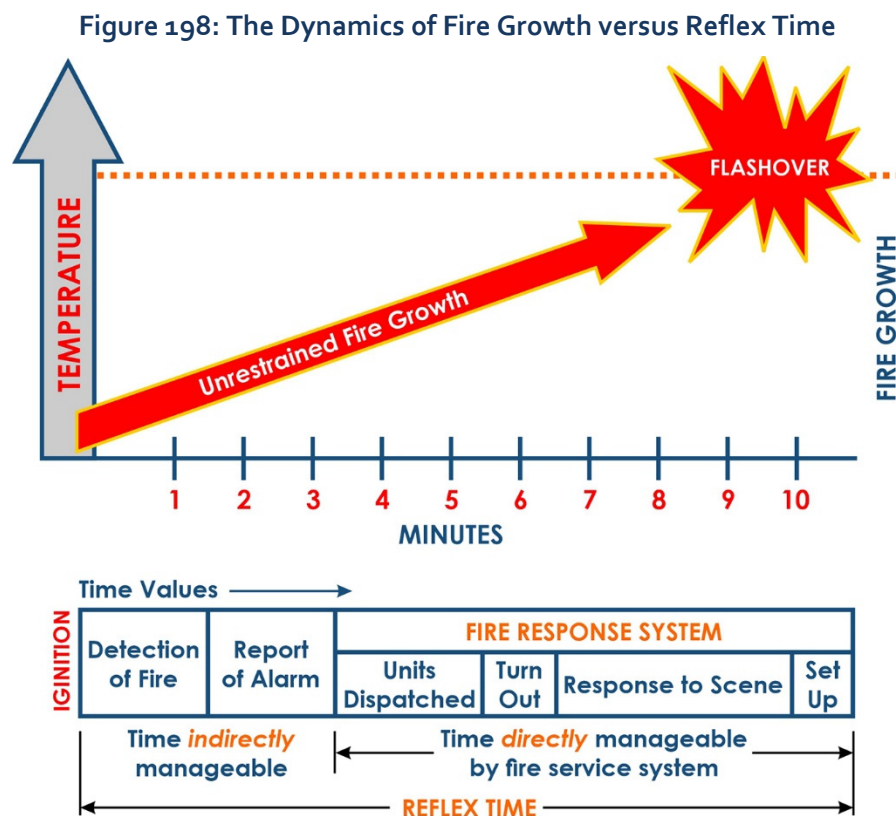 Figure 198: The Dynamics of Fire Growth versus Reflex Time
FLASHOVER
TEMPERATURE
Unrestrained Fire Growth
FIRE GROWTH
1 2 3 4 5 6 7 8 9 10
MINUTES
Time Values
IGINITION
FIRE RESPONSE SYSTEM
Detection
of Fire
Report
of Alarm
Units
Dispatched
Turn
Out
Response to Scene
Set
Up
Time indirectly
manageable
Time directly manageable
by fire service system
REFLEX TIME